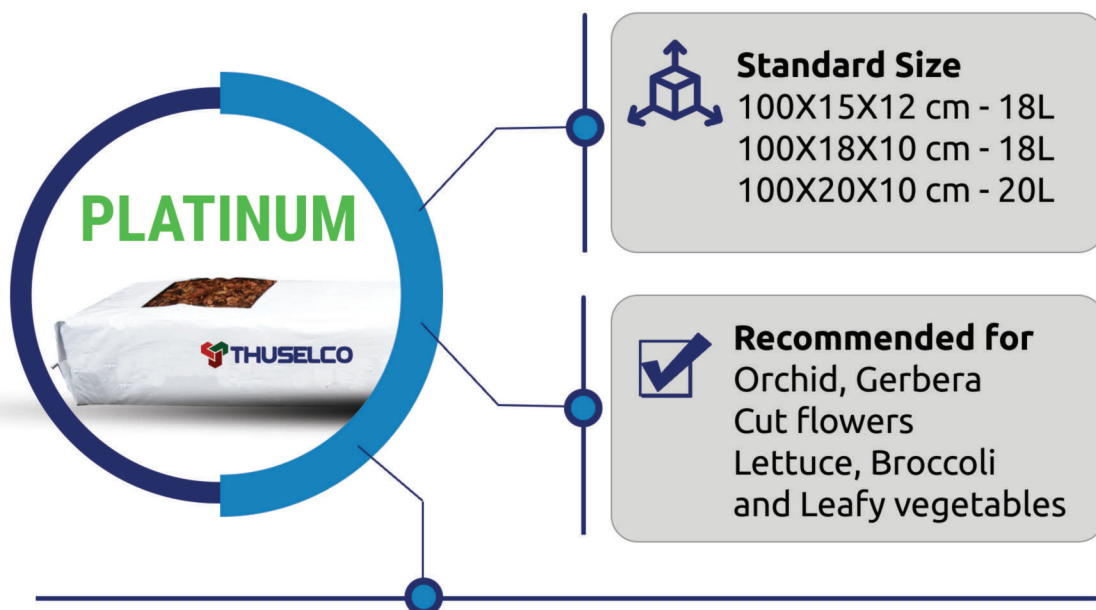 PLATINUM
THUSELCO
Standard Size
100X15X12 cm - 18L
100X18X10 cm - 18L
100X20X10 cm - 20L
Recommended for
Orchid, Gerbera
Cut flowers
Lettuce, Broccoli
and Leafy vegetables